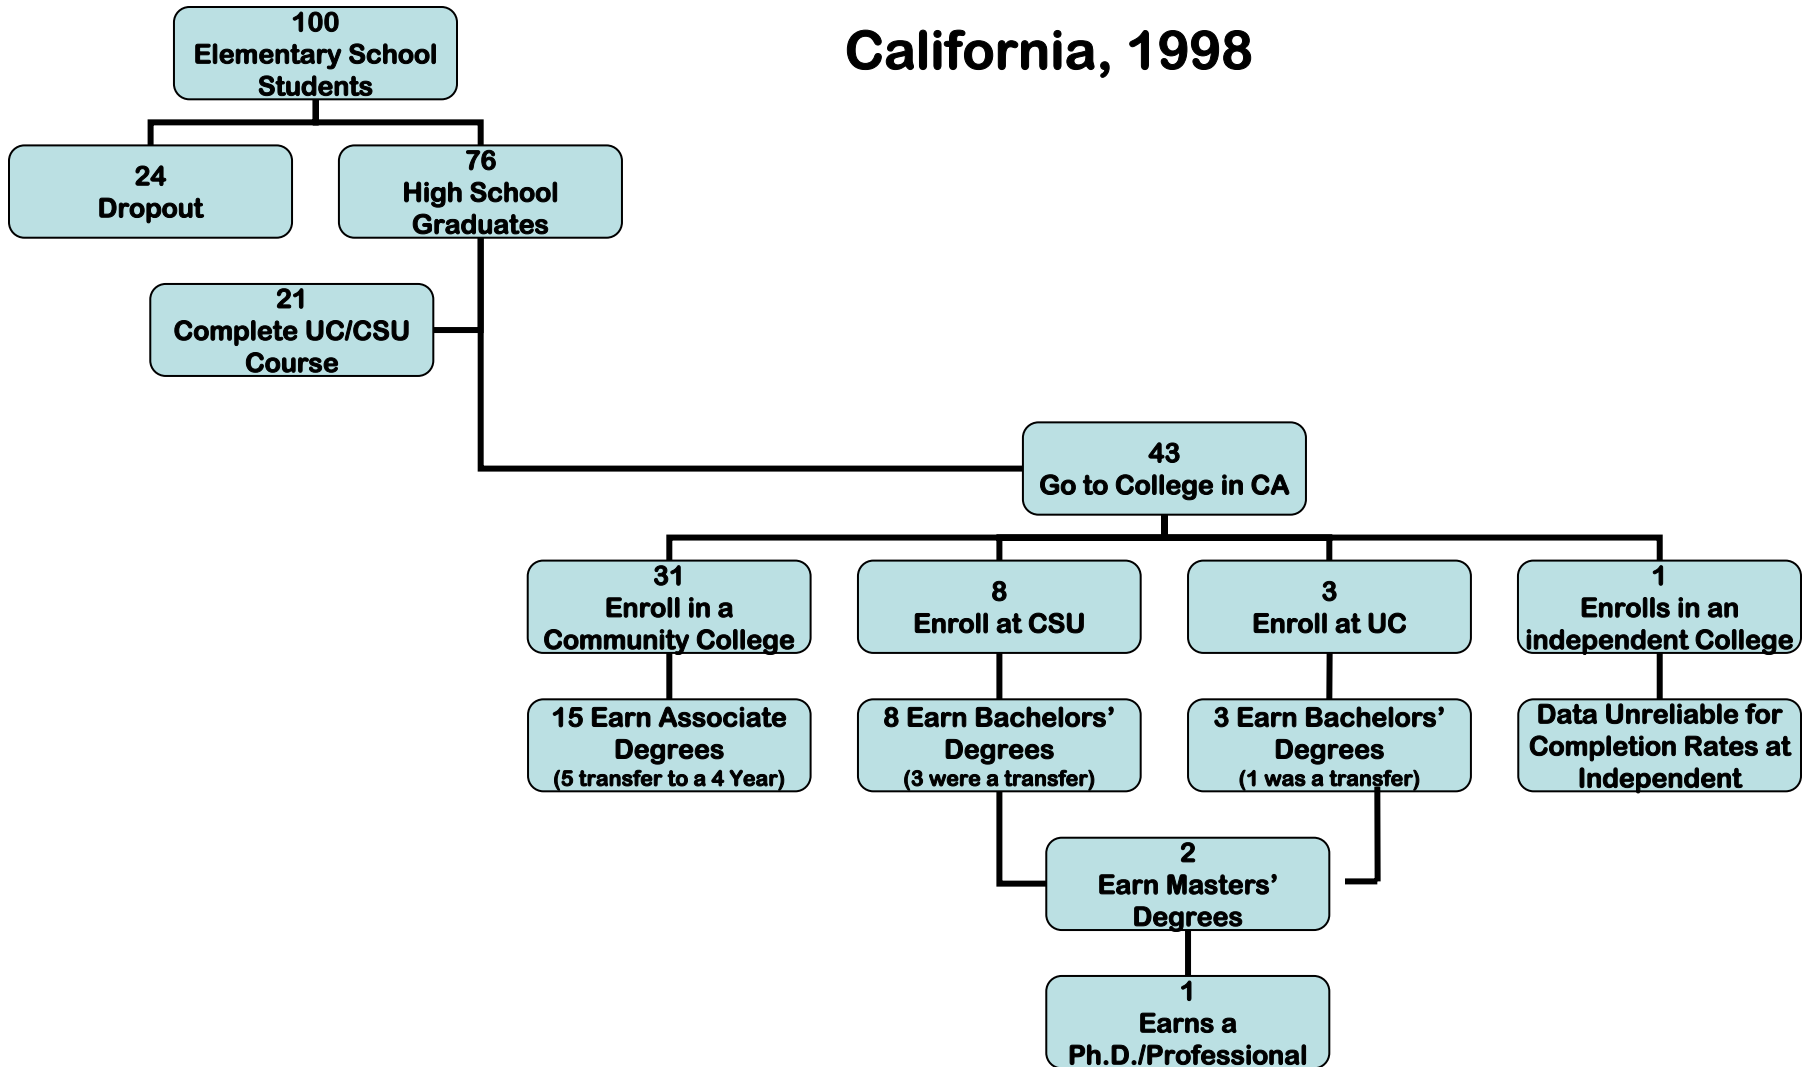 California, 1998
100
Elementary School
Students
24
Dropout
76
High School
Graduates
21
Complete UC/CSU
Course
43
Go to College in CA
31
Enroll in a
Community College
8
Enroll at CSU
3
Enroll at UC
1
Enrolls in an
independent College
15 Earn Associate
Degrees
(5 transfer to a 4 Year)
8 Earn Bachelors’
Degrees
(3 were a transfer)
3 Earn Bachelors’
Degrees
(1 was a transfer)
Data Unreliable for
Completion Rates at
Independent
2
Earn Masters’
Degrees
1
Earns a
Ph.D./Professional